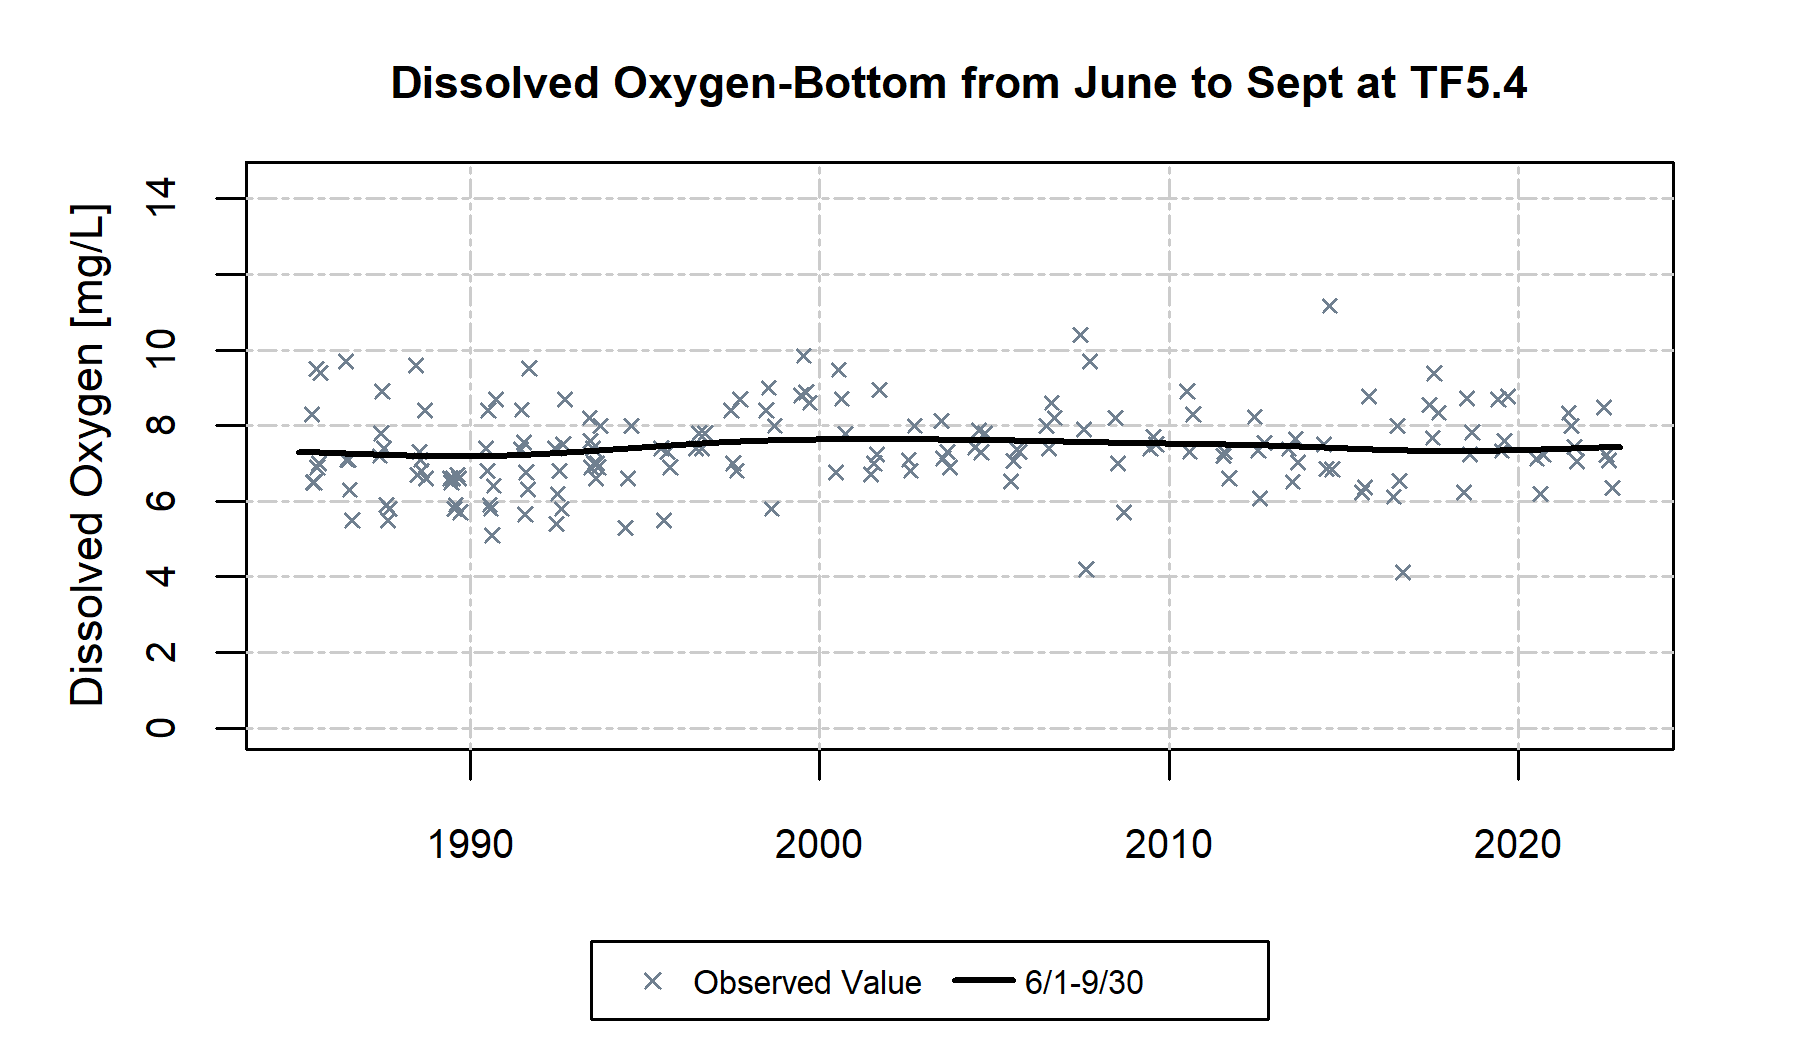 Dissolved Oxygen-Bottom from June to Sept at TF5.4
Dissolved Oxygen [mg/L]
14
10
8
6
4
2
0
1990 2000 2010 2020
Observed Value 6/1-9/30